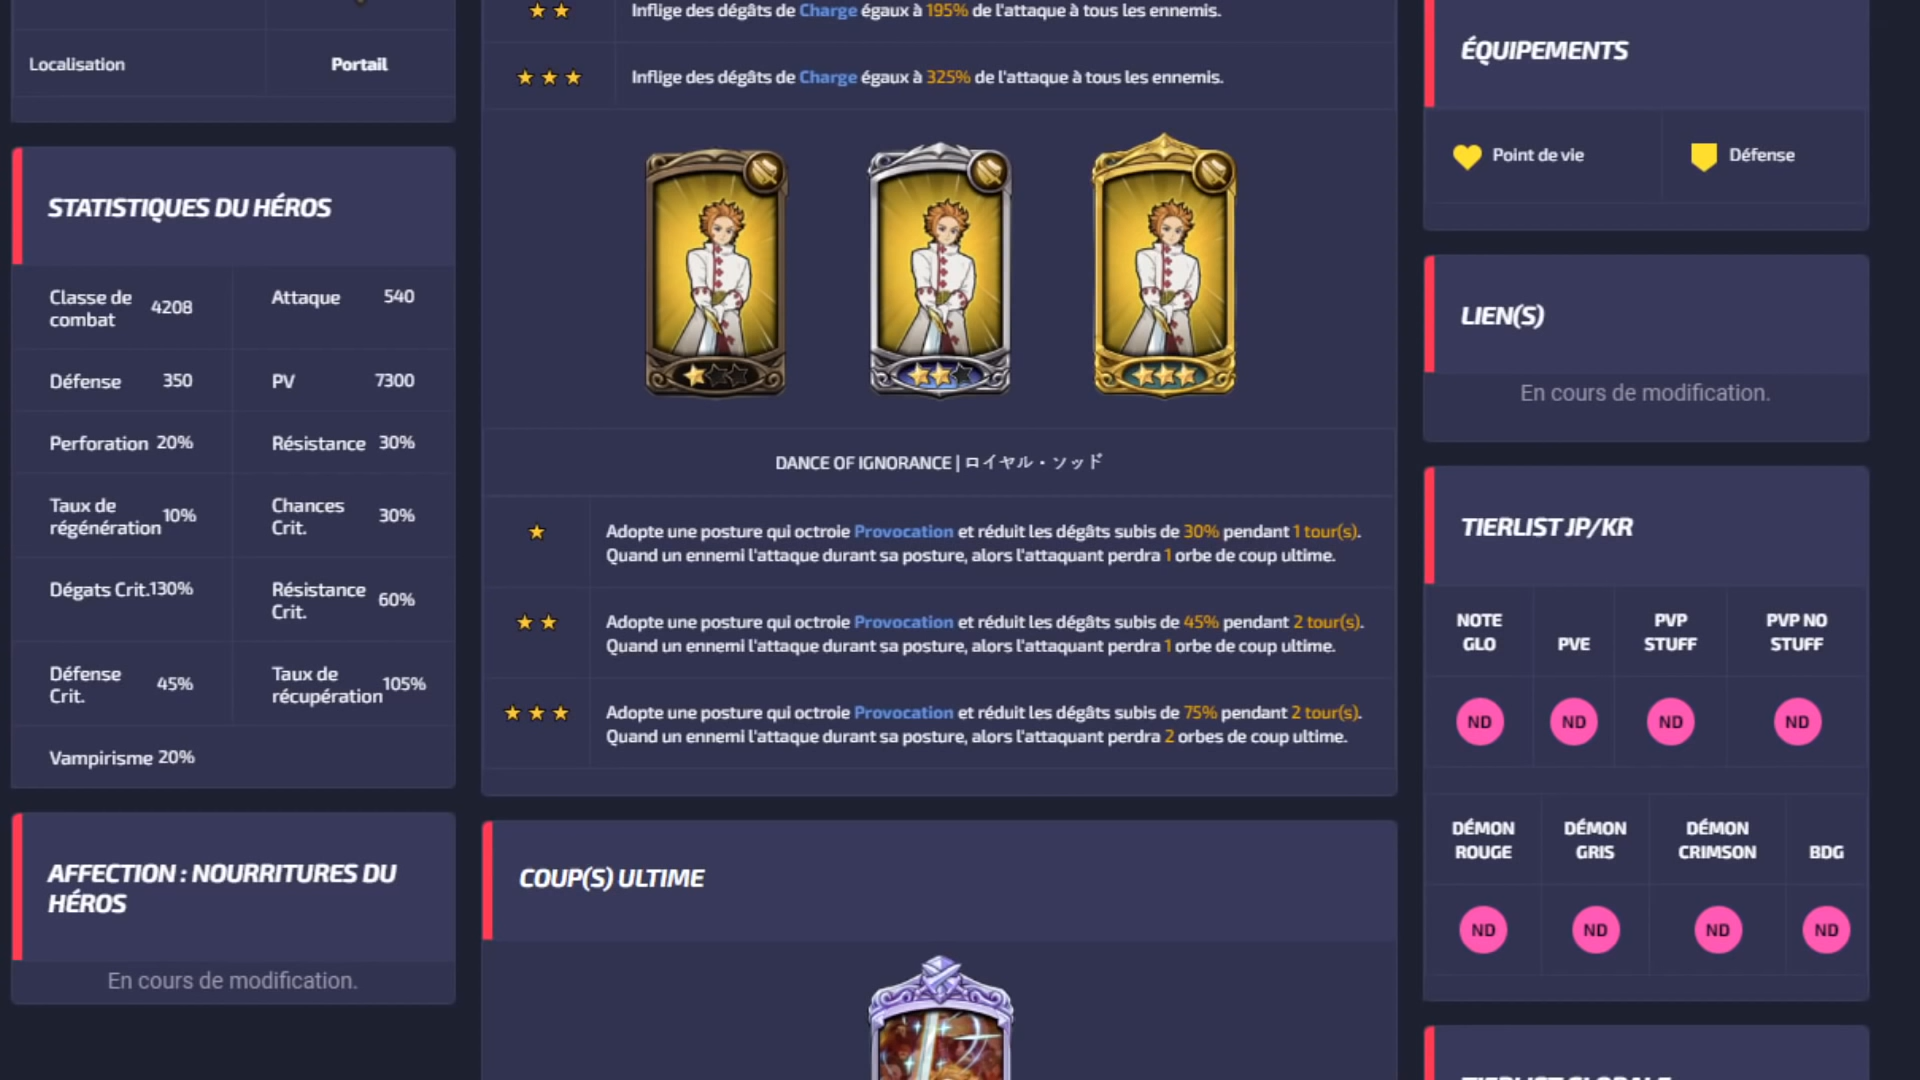 Localisation
Portail
STATISTIQUES DU HÉROS
Classe de
combat
4208
Attaque
540
Défense
350
PV
7300
Perforation
20%
Résistance
30%
Taux de
régénération
10%
Chances
Crit.
30%
Dégats Crit.
130%
Résistance
Crit.
60%
Défense
Crit.
45%
Taux de
récupération
105%
Vampirisme
20%
AFFECTION : NOURRITURES DU
HÉROS
En cours de modification.
Inflige des dégâts de Charge égaux à 195% de l'attaque à tous les ennemis.
Inflige des dégâts de Charge égaux à 325% de l'attaque à tous les ennemis.
DANCE OF IGNORANCE | ロイヤル・ソッド
Adopte une posture qui octroie Provocation et réduit les dégâts subis de 30% pendant 1 tour(s).
Quand un ennemi l'attaque durant sa posture, alors l'attaquant perdra 1 orbe de coup ultime.
Adopte une posture qui octroie Provocation et réduit les dégâts subis de 45% pendant 2 tour(s).
Quand un ennemi l'attaque durant sa posture, alors l'attaquant perdra 1 orbe de coup ultime.
Adopte une posture qui octroie Provocation et réduit les dégâts subis de 75% pendant 2 tour(s).
Quand un ennemi l'attaque durant sa posture, alors l'attaquant perdra 2 orbes de coup ultime.
COUP(S) ULTIME
ÉQUIPEMENTS
Point de vie
Défense
LIEN(S)
En cours de modification.
TIERLIST JP/KR
NOTE
GLO
PVE
PVP
STUFF
PVP NO
STUFF
ND
ND
ND
ND
DÉMON
ROUGE
DÉMON
GRIS
DÉMON
CRIMSON
BDG
ND
ND
ND
ND